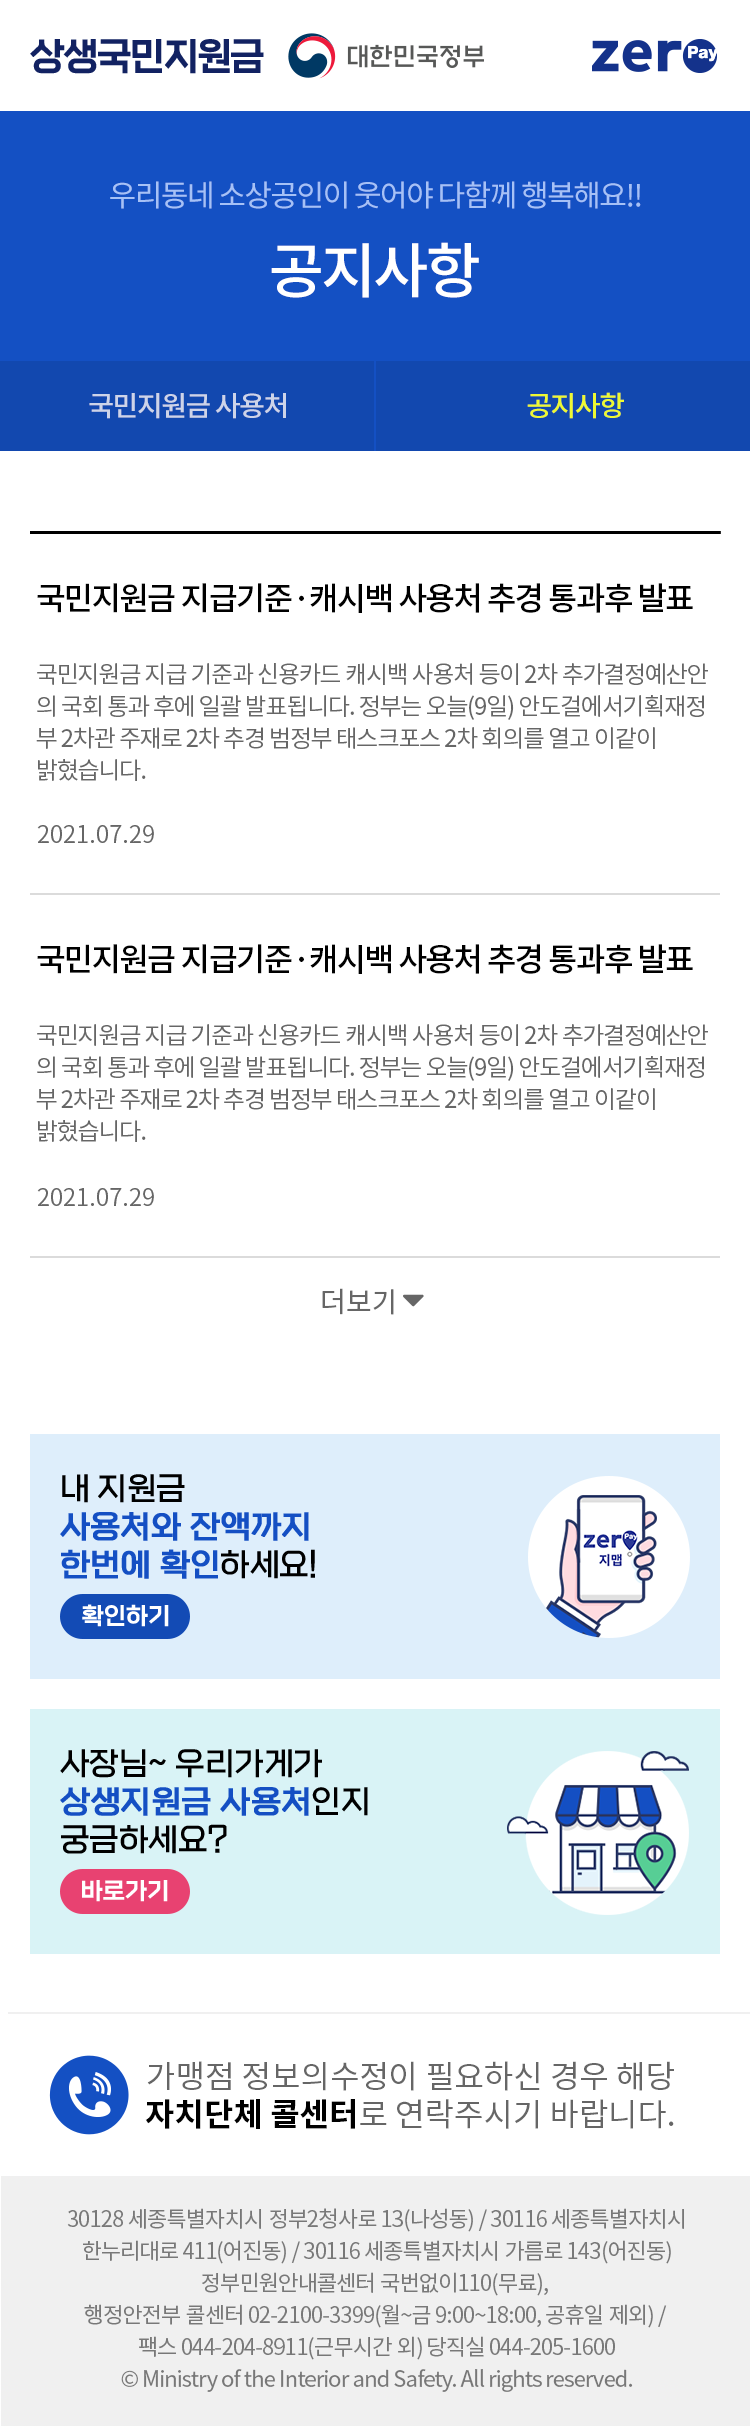 상생국민지원금 대한민국정부 zeroPay
우리동네 소상공인이 웃어야 다함께 행복해요!!
공지사항
국민지원금 사용처 공지사항
국민지원금 지급기준·캐시백 사용처 추경 통과후 발표
국민지원금 지급 기준과 신용카드 캐시백 사용처 등이 2차 추가결정예산안
의 국회 통과 후에 일괄 발표됩니다. 정부는 오늘(9일) 안도걸에서기획재정
부 2차관 주재로 2차 추경 범정부 태스크포스 2차 회의를 열고 이같이
밝혔습니다.
2021.07.29
국민지원금 지급기준·캐시백 사용처 추경 통과후 발표
국민지원금 지급 기준과 신용카드 캐시백 사용처 등이 2차 추가결정예산안
의 국회 통과 후에 일괄 발표됩니다. 정부는 오늘(9일) 안도걸에서기획재정
부 2차관 주재로 2차 추경 범정부 태스크포스 2차 회의를 열고 이같이
밝혔습니다.
2021.07.29
더보기
내 지원금
사용처와 잔액까지
한번에 확인하세요!
확인하기
zeroPay
지맵
사장님~ 우리가게가
상생지원금 사용처인지
궁금하세요?
바로가기
가맹점 정보의수정이 필요하신 경우 해당
자치단체 콜센터로 연락주시기 바랍니다.
30128 세종특별자치시 정부2청사로 13(나성동) / 30116 세종특별자치시
한누리대로 411(어진동) / 30116 세종특별자치시 가름로 143(어진동)
정부민원안내콜센터 국번없이110(무료),
행정안전부 콜센터 02-2100-3399(월~금 9:00~18:00, 공휴일 제외) /
팩스 044-204-8911(근무시간 외) 당직실 044-205-1600
© Ministry of the Interior and Safety. All rights reserved.